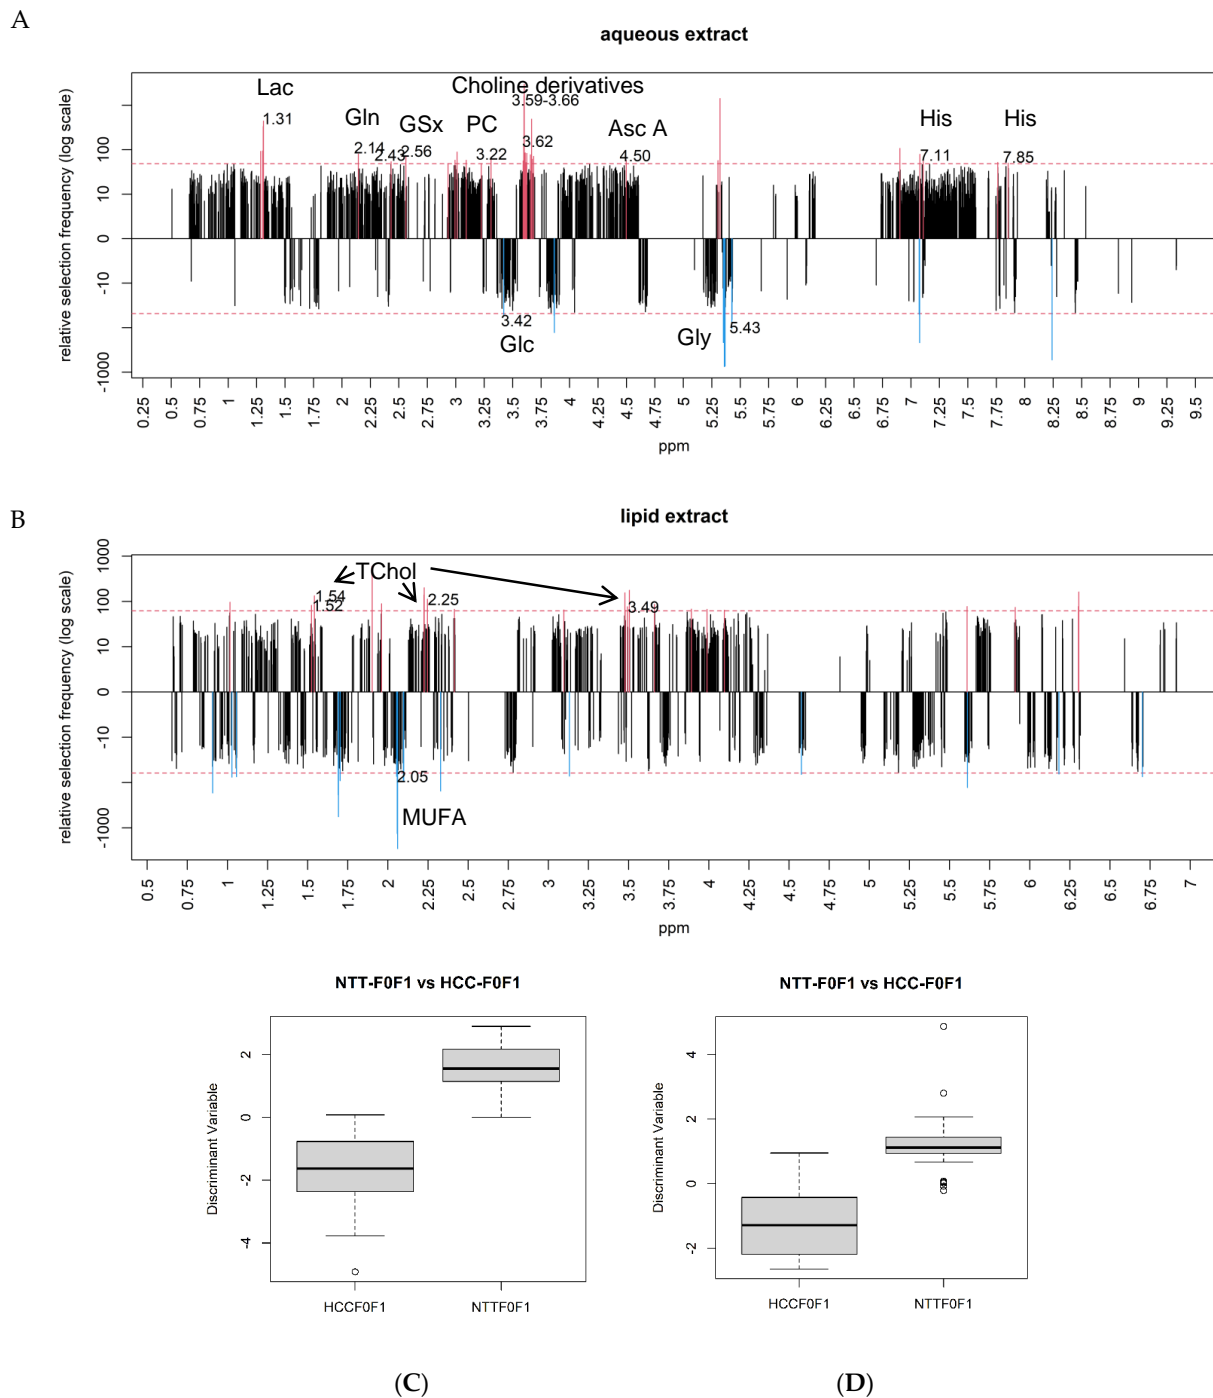 A
aqueous extract
relative selection frequency (log scale)
100
10
0
-10
-1000
Lac
1.31
Gln
2.14
2.43
GSx
2.56
PC
3.22
Choline derivatives
3.59-3.66
3.62
Asc A
4.50
His
7.11
His
7.85
3.42
Glc
Gly
5.43
0.25 0.5 0.75 1 1.25 1.5 1.75 2 2.25 2.5 2.75 3 3.25 3.5 3.75 4 4.25 4.5 4.75 5 5.25 5.5 5.75 6 6.25 6.5 6.75 7 7.25 7.5 7.75 8 8.25 8.5 8.75 9 9.25 9.5
ppm
B
lipid extract
relative selection frequency (log scale)
1000
100
10
0
-10
-1000
TChol
1.54
1.52
2.25
3.49
2.05
MUFA
0.5 0.75 1 1.25 1.5 1.75 2 2.25 2.5 2.75 3 3.25 3.5 3.75 4 4.25 4.5 4.75 5 5.25 5.5 5.75 6 6.25 6.5 6.75 7
ppm
NTT-F0F1 vs HCC-F0F1
Discriminant Variable
2
0
-2
-4
HCCF0F1 NTTF0F1
(C)
NTT-F0F1 vs HCC-F0F1
Discriminant Variable
4
2
0
-2
HCCF0F1 NTTF0F1
(D)